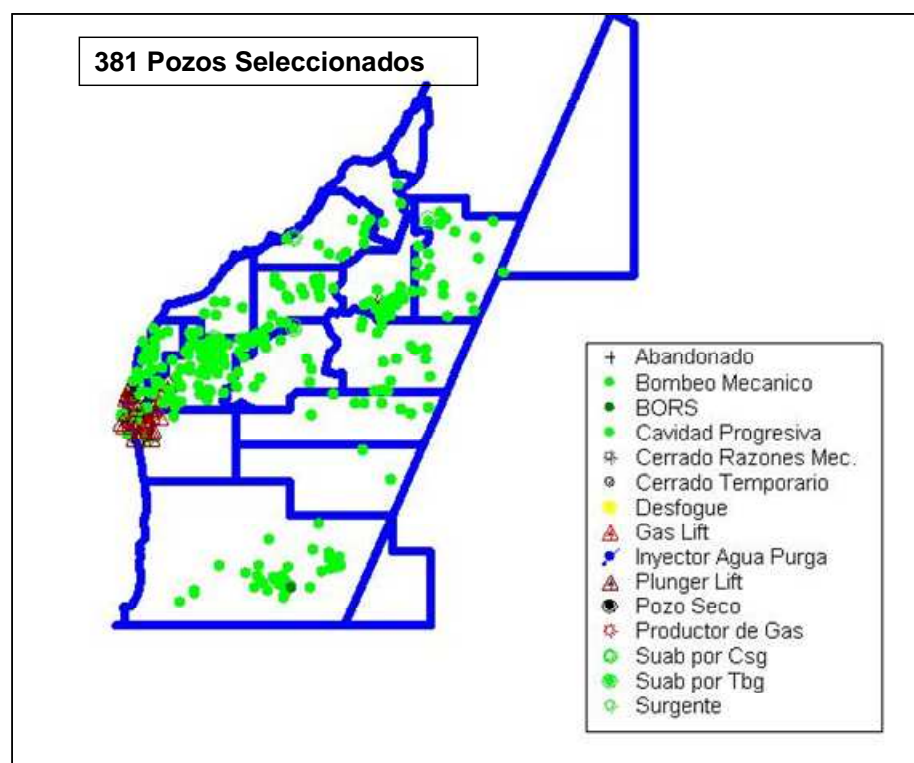 381 Pozos Seleccionados
Abandonado
Bombeo Mecanico
BORS
Cavidad Progresiva
Cerrado Razones Mec.
Cerrado Temporario
Desfogue
Gas Lift
Inyector Agua Purga
Plunger Lift
Pozo Seco
Productor de Gas
Suab por Csg
Suab por Tbg
Surgente